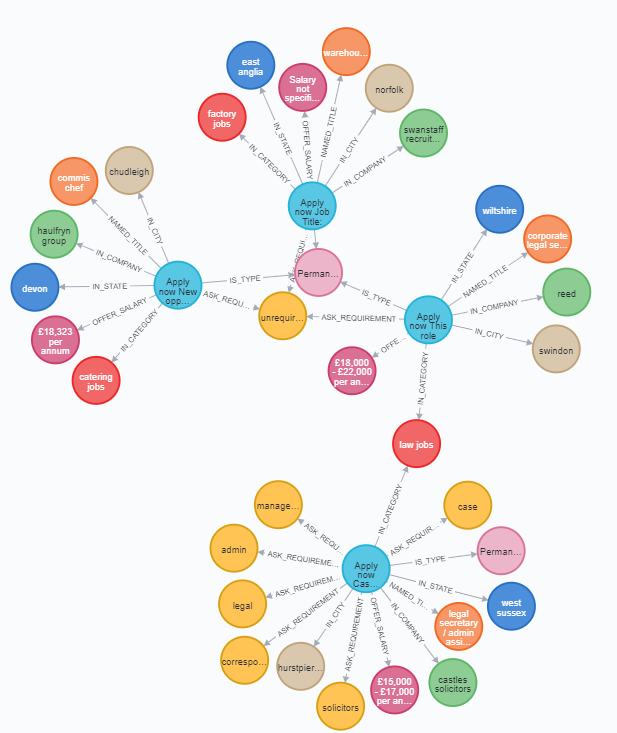 warehou...
east
anglia
Salary
not
specifi...
norfolk
factory
jobs
swanstaff
recruit...
IN_STATE
OFFER_SALARY
NAMED_TITLE
IN_CITY
IN_CATEGORY
IN_COMPANY
Apply
now Job
Title:
chudleigh
commis
chef
haulfryn
group
devon
£18,323
per
annum
catering
jobs
IN_CITY
NAMED_TITLE
IN_COMPANY
IN_STATE
OFFER_SALARY
IN_CATEGORY
Apply
now New
opp...
IS_TYPE
ASK_REQU...
Perman...
unrequir...
wiltshire
corporate
legal se...
reed
swindon
IN_STATE
NAMED_TITLE
IN_COMPANY
IN_CITY
IS_TYPE
ASK_REQUIREMENT
Apply
now This
role
OFFE...
£18,000
- £22,000
per an...
IN_CATEGORY
law jobs
IN_CATEGORY
manage...
case
admin
Perman...
legal
west
sussex
correspo...
hurstpier...
legal
secretary
/ admin
assi...
solicitors
£15,000
- £17,000
per an...
castles
solicitors
Apply
now
Cas...
ASK_REQU...
ASK_REQUIR...
ASK_REQUIREME...
IS_TYPE
ASK_REQUIREM...
IN_STATE
ASK_REQUIREMENT
NAMED_TI...
IN_CITY
IN_COMPANY
ASK_REQUIREMENT
OFFER_SALARY